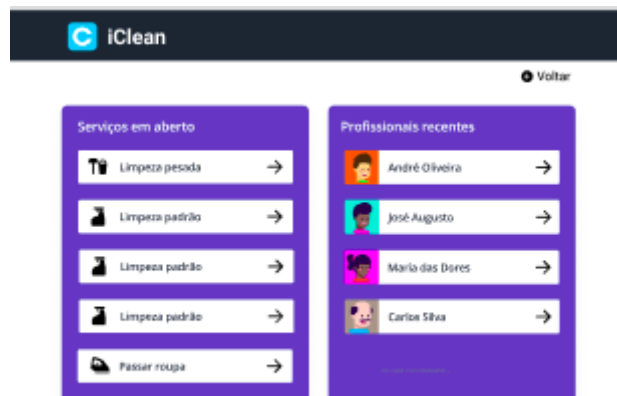 iClean
Voltar
Serviços em aberto
Limpeza pesada
Limpeza padrão
Limpeza padrão
Limpeza padrão
Passar roupa
Profissionais recentes
André Oliveira
José Augusto
Maria das Dores
Carlos Silva